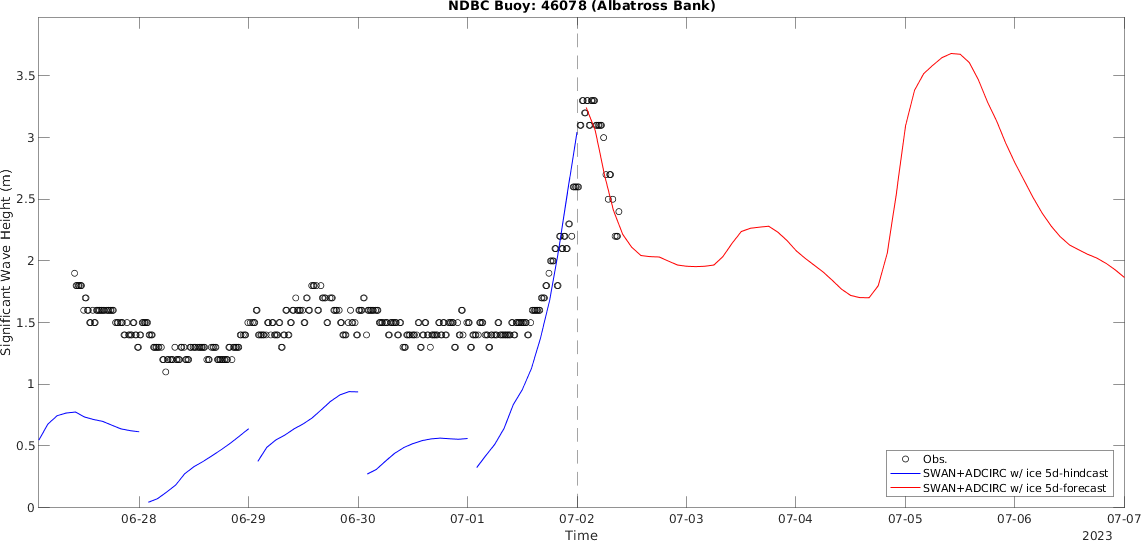 NDBC Buoy: 46078 (Albatross Bank)
Significant Wave Height (m)
3.5
3
2.5
2
1.5
1
0.5
0
Obs.
SWAN+ADCIRC w/ ice 5d-hindcast
SWAN+ADCIRC w/ ice 5d-forecast
06-28 06-29 06-30 07-01 07-02 07-03 07-04 07-05 07-06 07-07
Time
2023